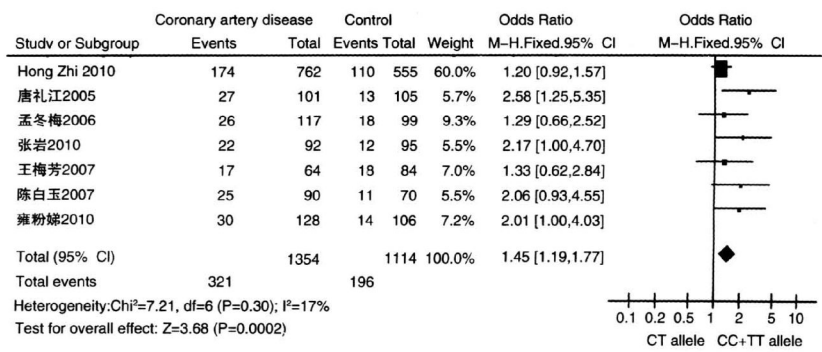 Coronary artery disease Control Odds Ratio Odds Ratio
Studv or Subgroup Events Total Events Total Weight M-H.Fixed.95% CI M-H.Fixed.95% CI
Hong Zhi 2010 174 762 110 555 60.0% 1.20 [0.92,1.57]
唐礼江2005 27 101 13 105 5.7% 2.58 [1.25,5.35]
孟冬梅2006 26 117 18 99 9.3% 1.29 [0.66,2.52]
张岩2010 22 92 12 95 5.5% 2.17 [1.00,4.70]
王梅芳2007 17 64 18 84 7.0% 1.33 [0.62,2.84]
陈白玉2007 25 90 11 70 5.5% 2.06 [0.93,4.55]
雍粉娣2010 30 128 14 106 7.2% 2.01 [1.00,4.03]
Total (95% CI) 1354 1114 100.0% 1.45 [1.19,1.77]
Total events 321 196
Heterogeneity:Chi²=7.21, df=6 (P=0.30); I²=17%
Test for overall effect: Z=3.68 (P=0.0002)
0.1 0.2 0.5 1 2 5 10
CT allele CC+TT allele